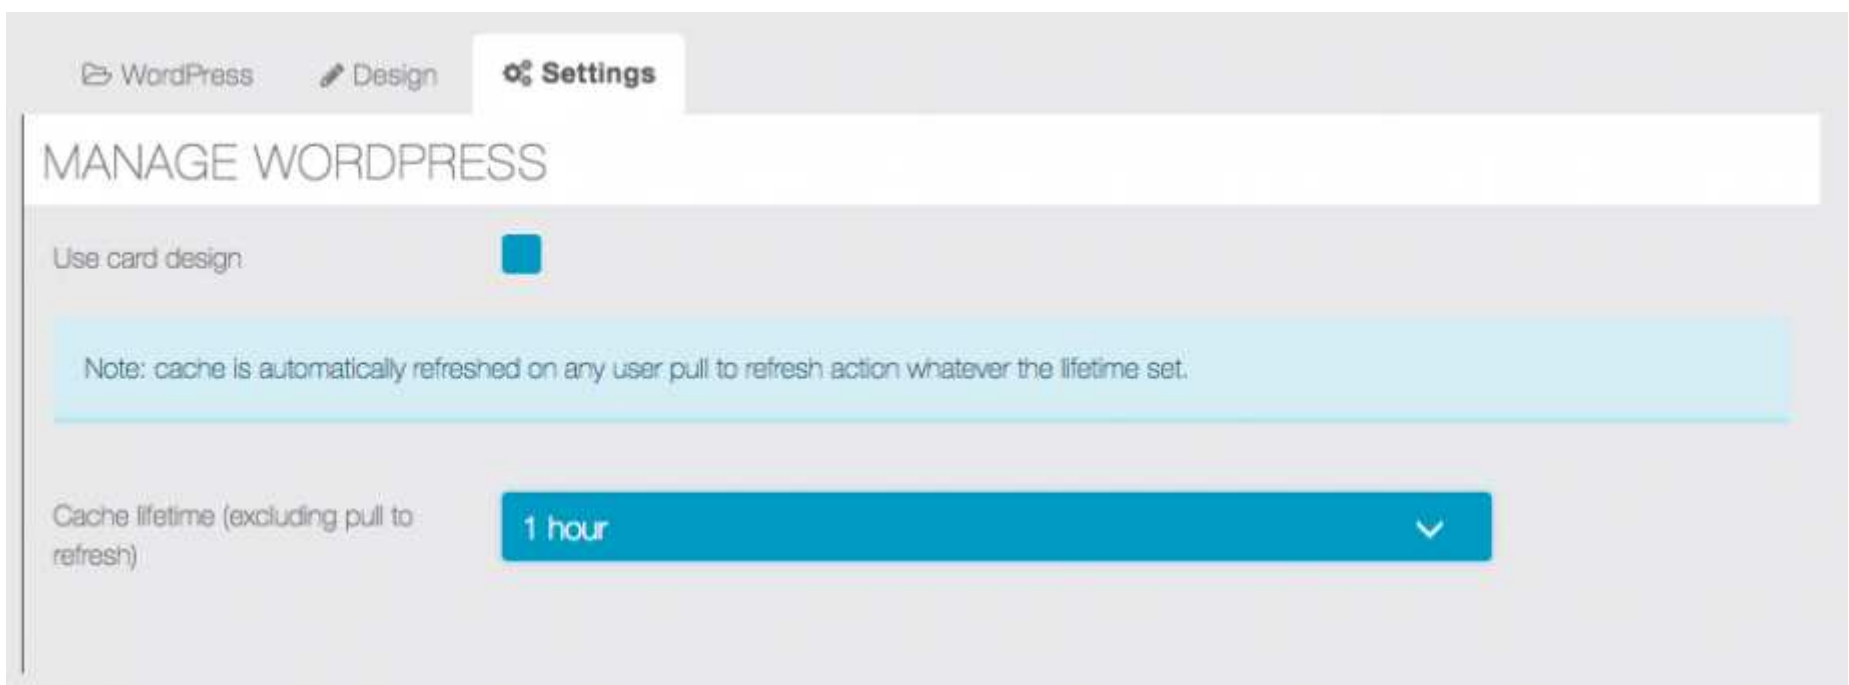 WordPress Design Settings
MANAGE WORDPRESS
Use card design
Note: cache is automatically refreshed on any user pull to refresh action whatever the lifetime set.
Cache lifetime (excluding pull to
refresh)
1 hour